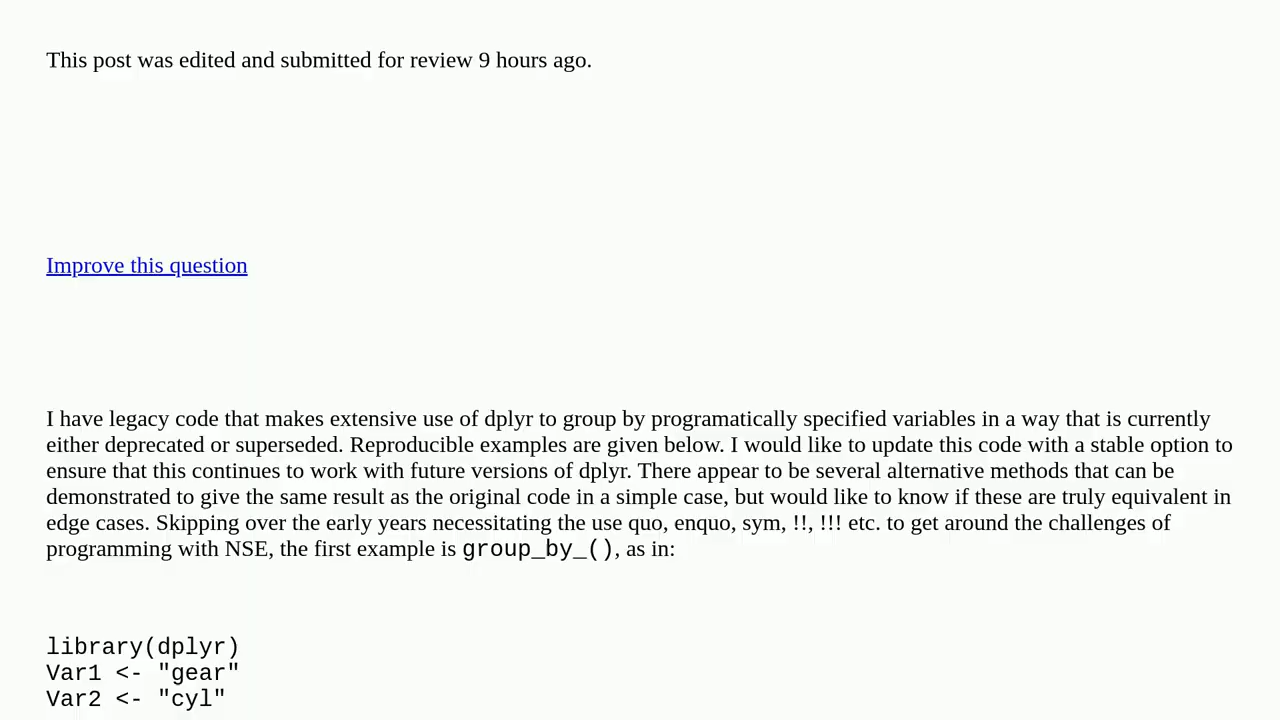 This post was edited and submitted for review 9 hours ago.
Improve this question
I have legacy code that makes extensive use of dplyr to group by programatically specified variables in a way that is currently
either deprecated or superseded. Reproducible examples are given below. I would like to update this code with a stable option to
ensure that this continues to work with future versions of dplyr. There appear to be several alternative methods that can be
demonstrated to give the same result as the original code in a simple case, but would like to know if these are truly equivalent in
edge cases. Skipping over the early years necessitating the use quo, enquo, sym, !!, !!! etc. to get around the challenges of
programming with NSE, the first example is group_by_(), as in:
library(dplyr)
Var1 <- "gear"
Var2 <- "cyl"